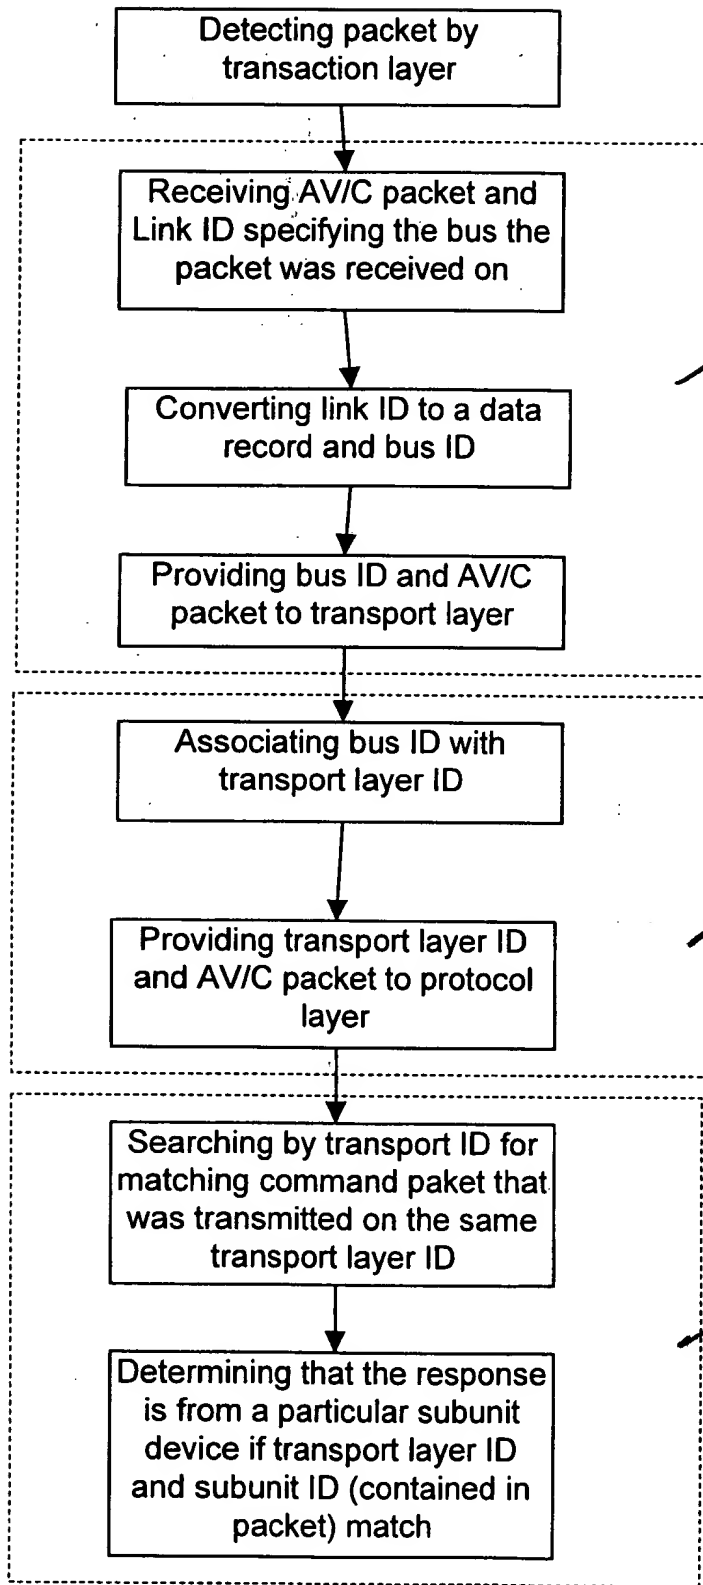 Detecting packet by
transaction layer
Receiving AV/C packet and
Link ID specifying the bus the
packet was received on
Converting link ID to a data
record and bus ID
Providing bus ID and AV/C
packet to transport layer
Associating bus ID with
transport layer ID
Providing transport layer ID
and AV/C packet to protocol
layer
Searching by transport ID for
matching command paket that
was transmitted on the same
transport layer ID
Determining that the response
is from a particular subunit
device if transport layer ID
and subunit ID (contained in
packet) match